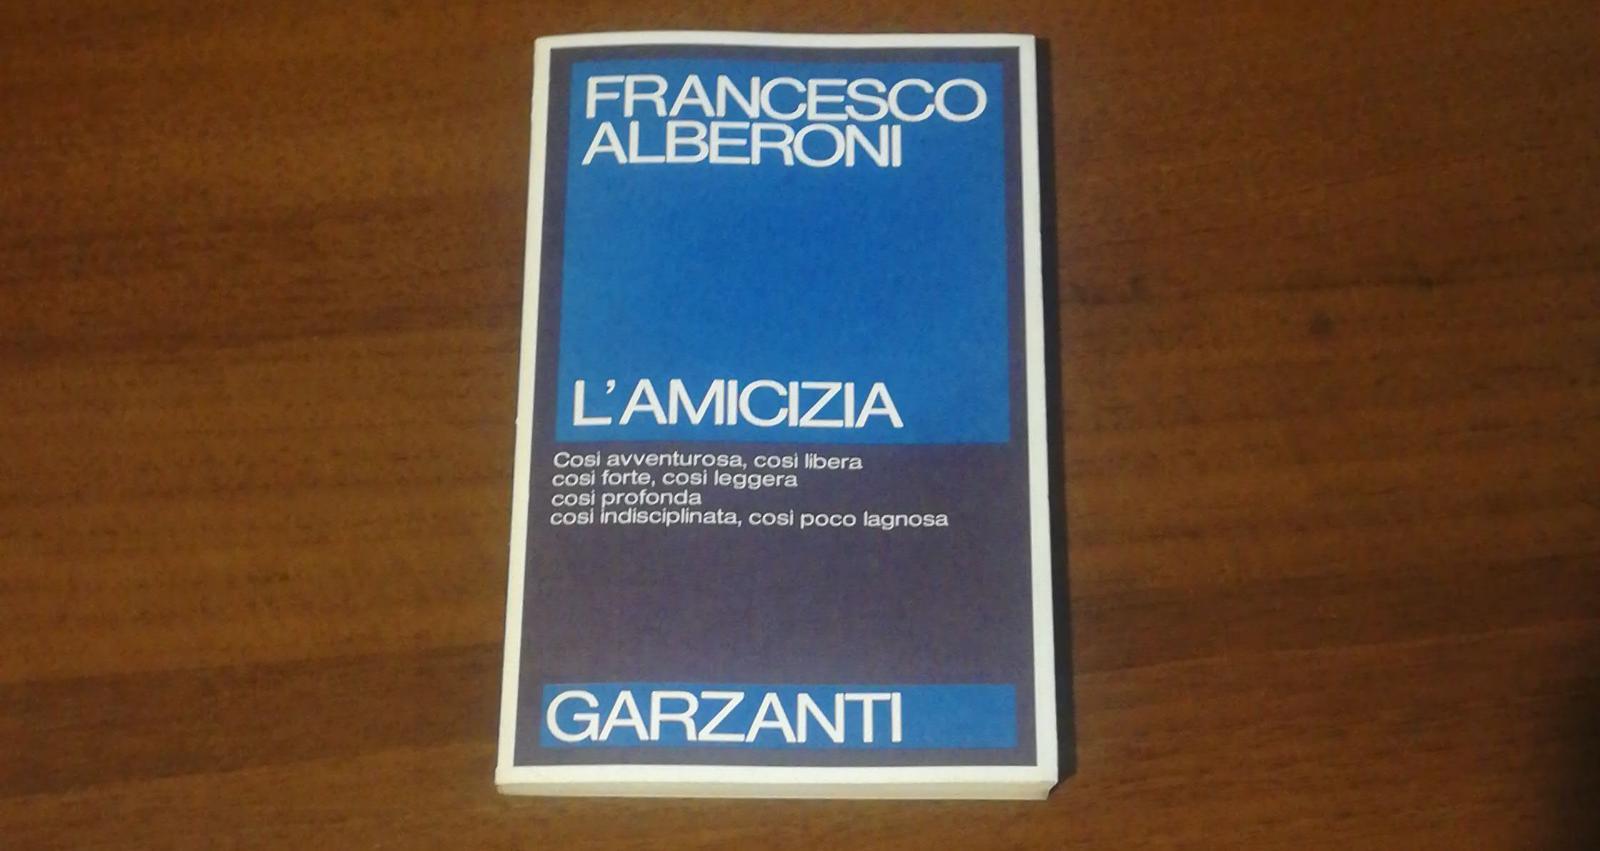 FRANCESCO
ALBERONI
L'AMICIZIA
Così avventurosa, così libera
così forte, così leggera
così profonda
così indisciplinata, così poco lagnosa
GARZANTI